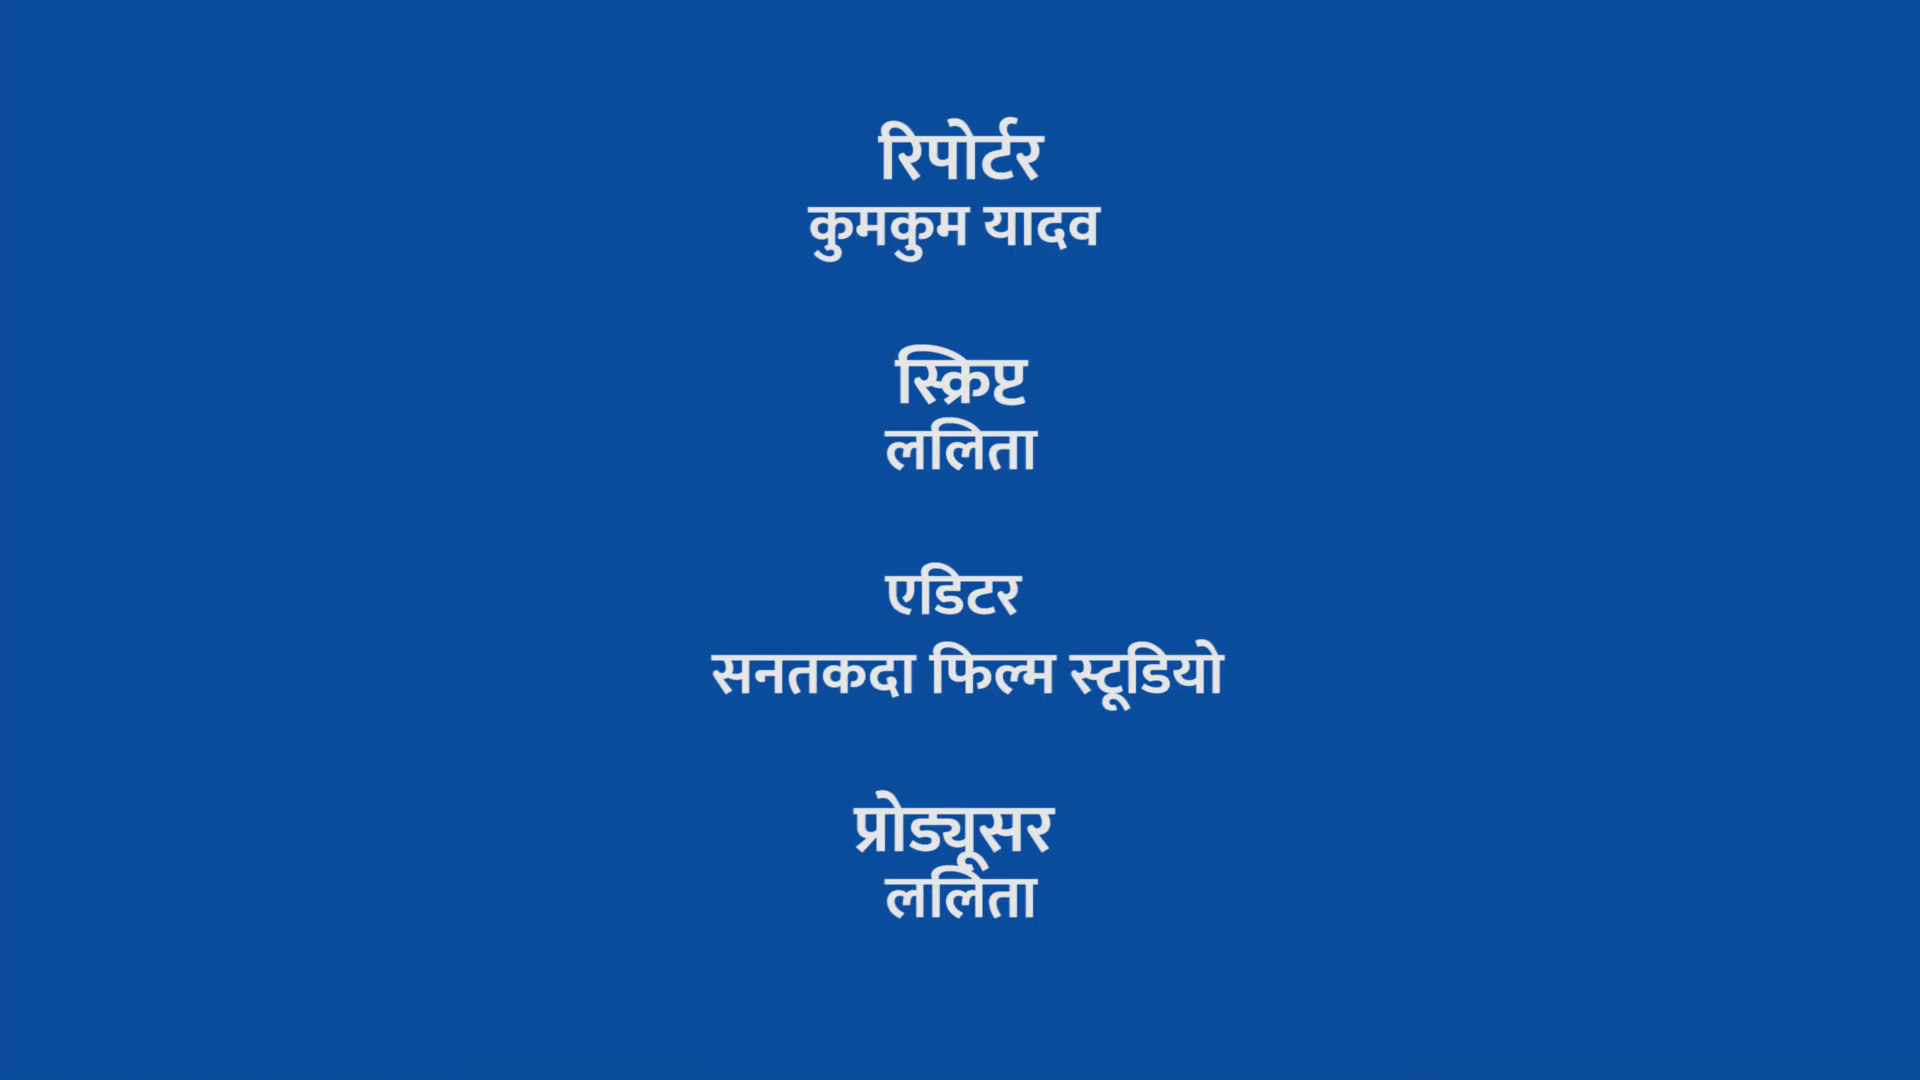 रिपोर्टर
कुमकुम यादव
स्क्रिप्ट
ललिता
एडिटर
सनतकदा फिल्म स्टूडियो
प्रोड्यूसर
ललिता